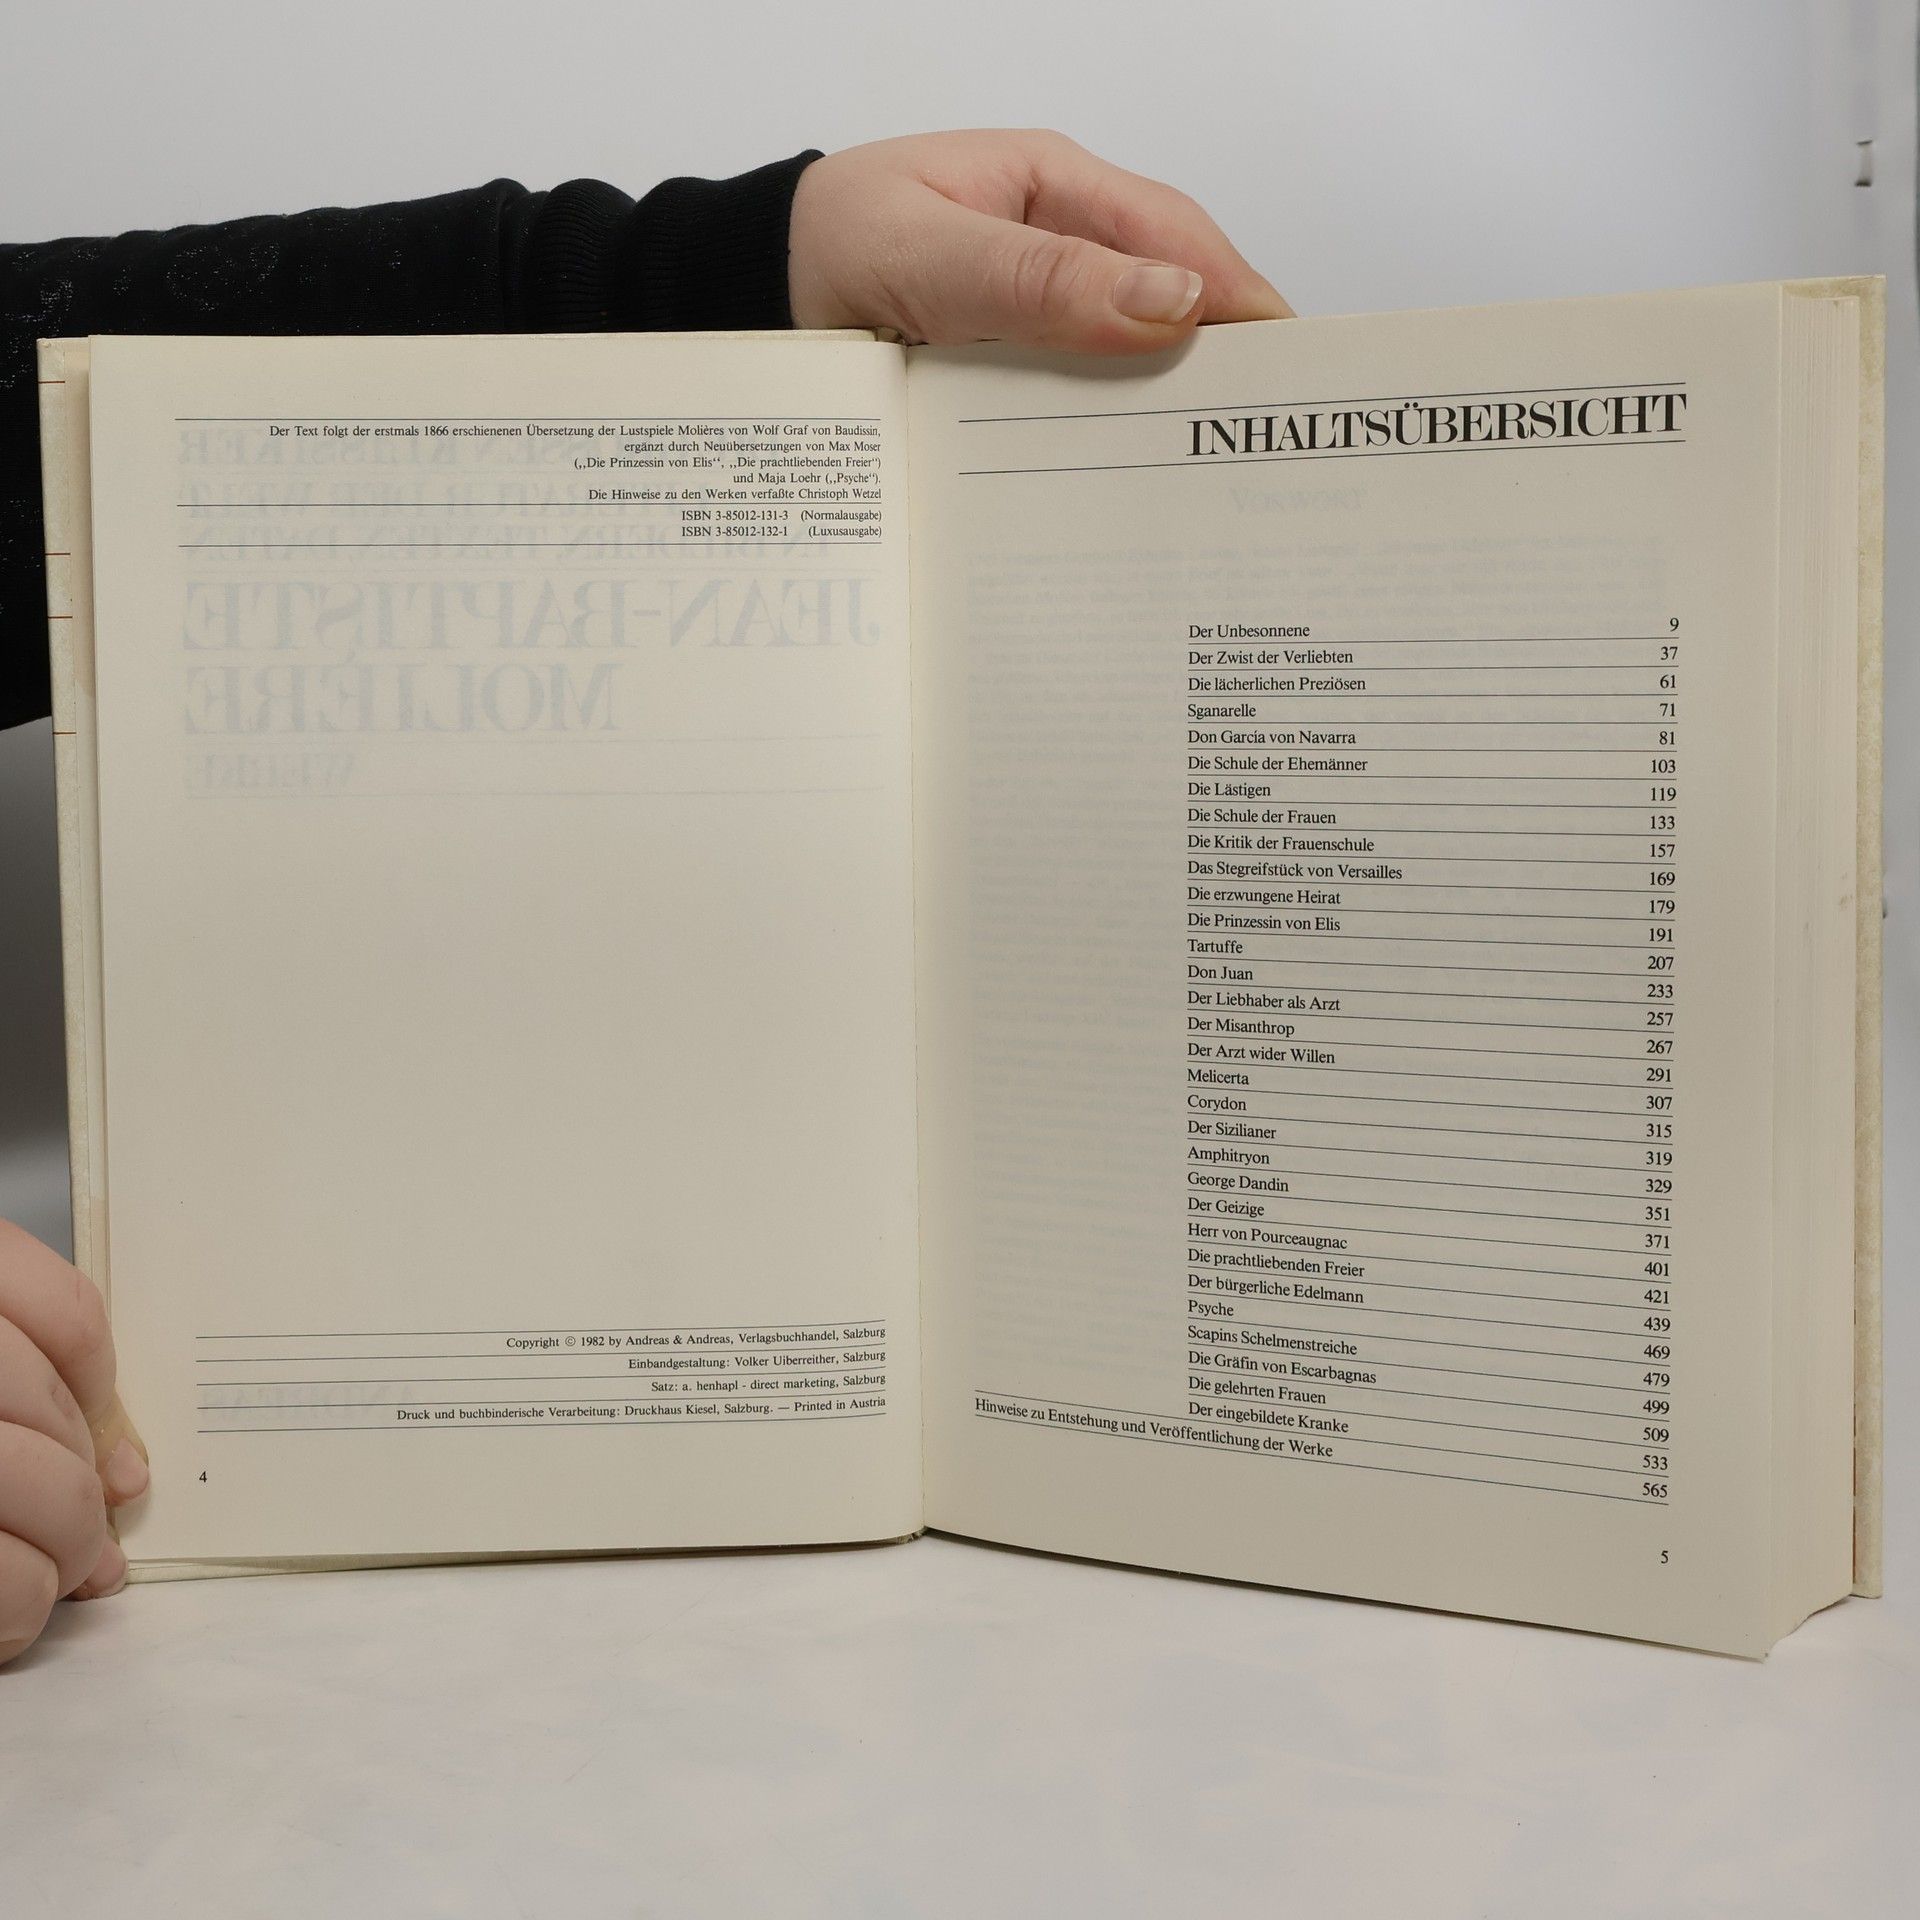 Der Text folgt der erstmals 1866 erschienenen Übersetzung der Lustspiele Molières von Wolf Graf von Baudissin,
ergänzt durch Neuübersetzungen von Max Moser
(,,Die Prinzessin von Elis“, ,,Die prachtliebenden Freier“)
und Maja Loehr (,,Psyche“).
Die Hinweise zu den Werken verfaßte Christoph Wetzel
ISBN 3-85012-131-3 (Normalausgabe)
ISBN 3-85012-132-1 (Luxusausgabe)
Copyright © 1982 by Andreas & Andreas, Verlagsbuchhandel, Salzburg
Einbandgestaltung: Volker Uiberreither, Salzburg
Satz: a. henhapl - direct marketing, Salzburg
Druck und buchbinderische Verarbeitung: Druckhaus Kiesel, Salzburg. — Printed in Austria
4
INHALTSÜBERSICHT
Der Unbesonnene 9
Der Zwist der Verliebten 37
Die lächerlichen Preziösen 61
Sganarelle 71
Don García von Navarra 81
Die Schule der Ehemänner 103
Die Lästigen 119
Die Schule der Frauen 133
Die Kritik der Frauenschule 157
Das Stegreifstück von Versailles 169
Die erzwungene Heirat 179
Die Prinzessin von Elis 191
Tartuffe 207
Don Juan 233
Der Liebhaber als Arzt 257
Der Misanthrop 267
Der Arzt wider Willen 291
Melicerta 307
Corydon 315
Der Sizilianer 319
Amphitryon 329
George Dandin 351
Der Geizige 371
Herr von Pourceaugnac 401
Die prachtliebenden Freier 421
Der bürgerliche Edelmann 439
Psyche 469
Scapins Schelmenstreiche 479
Die Gräfin von Escarbagnas 499
Die gelehrten Frauen 509
Der eingebildete Kranke 533
Hinweise zu Entstehung und Veröffentlichung der Werke 565
5